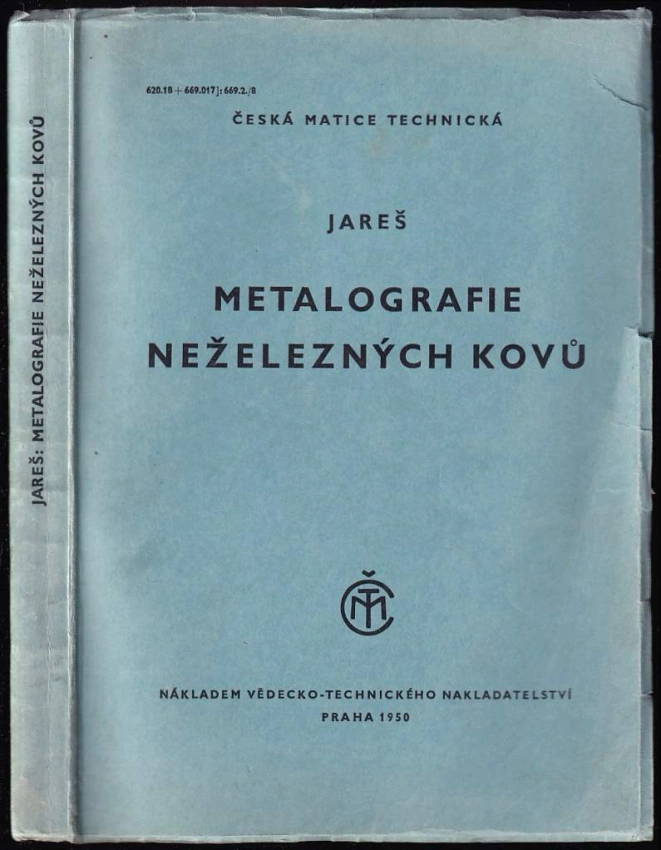 620.18 + 669.017]: 669.2./8
ČESKÁ MATICE TECHNICKÁ
JAREŠ
METALOGRAFIE
NEŽELEZNÝCH KOVŮ
ČMT
NÁKLADEM VĚDECKO-TECHNICKÉHO NAKLADATELSTVÍ
PRAHA 1950
JAREŠ: METALOGRAFIE NEŽELEZNÝCH KOVŮ